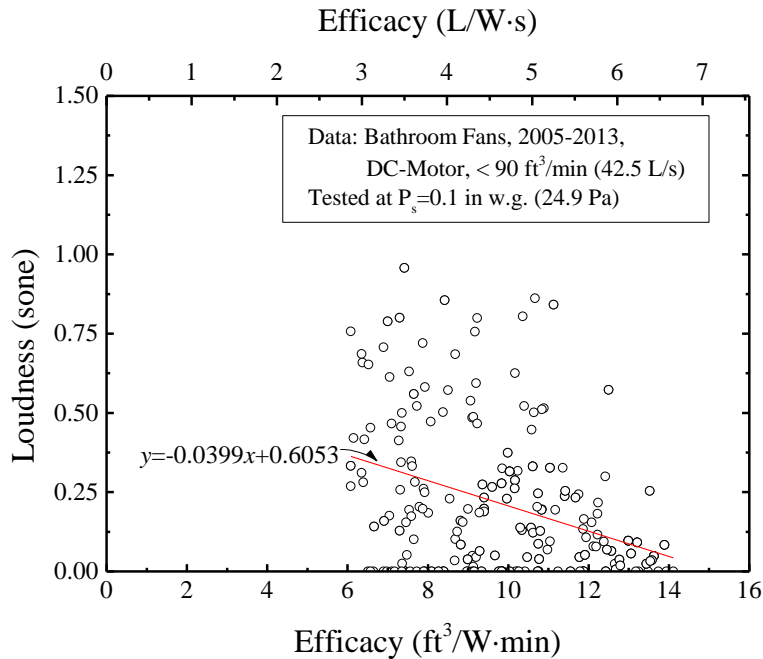 Efficacy (L/W·s)
0 1 2 3 4 5 6 7
1.50
Data: Bathroom Fans, 2005-2013,
DC-Motor, < 90 ft³/min (42.5 L/s)
Tested at Pₛ=0.1 in w.g. (24.9 Pa)
1.25
1.00
0.75
0.50
0.25
0.00
Loudness (sone)
y=-0.0399x+0.6053
0 2 4 6 8 10 12 14 16
Efficacy (ft³/W·min)